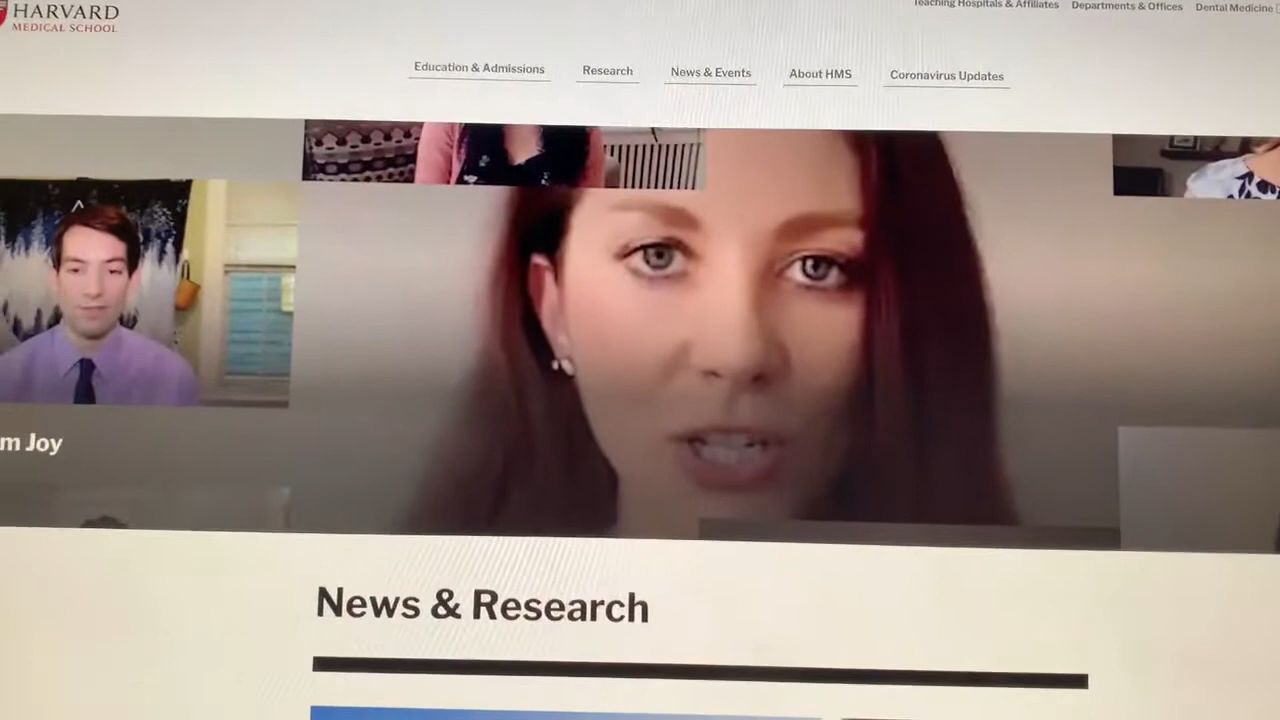 HARVARD
MEDICAL SCHOOL
Teaching Hospitals & Affiliates Departments & Offices Dental Medicine
Education & Admissions Research News & Events About HMS Coronavirus Updates
m Joy
News & Research